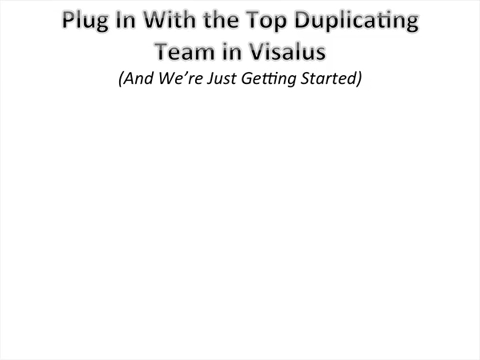 Plug In With the Top Duplicating
Team in Visalus
(And We’re Just Getting Started)